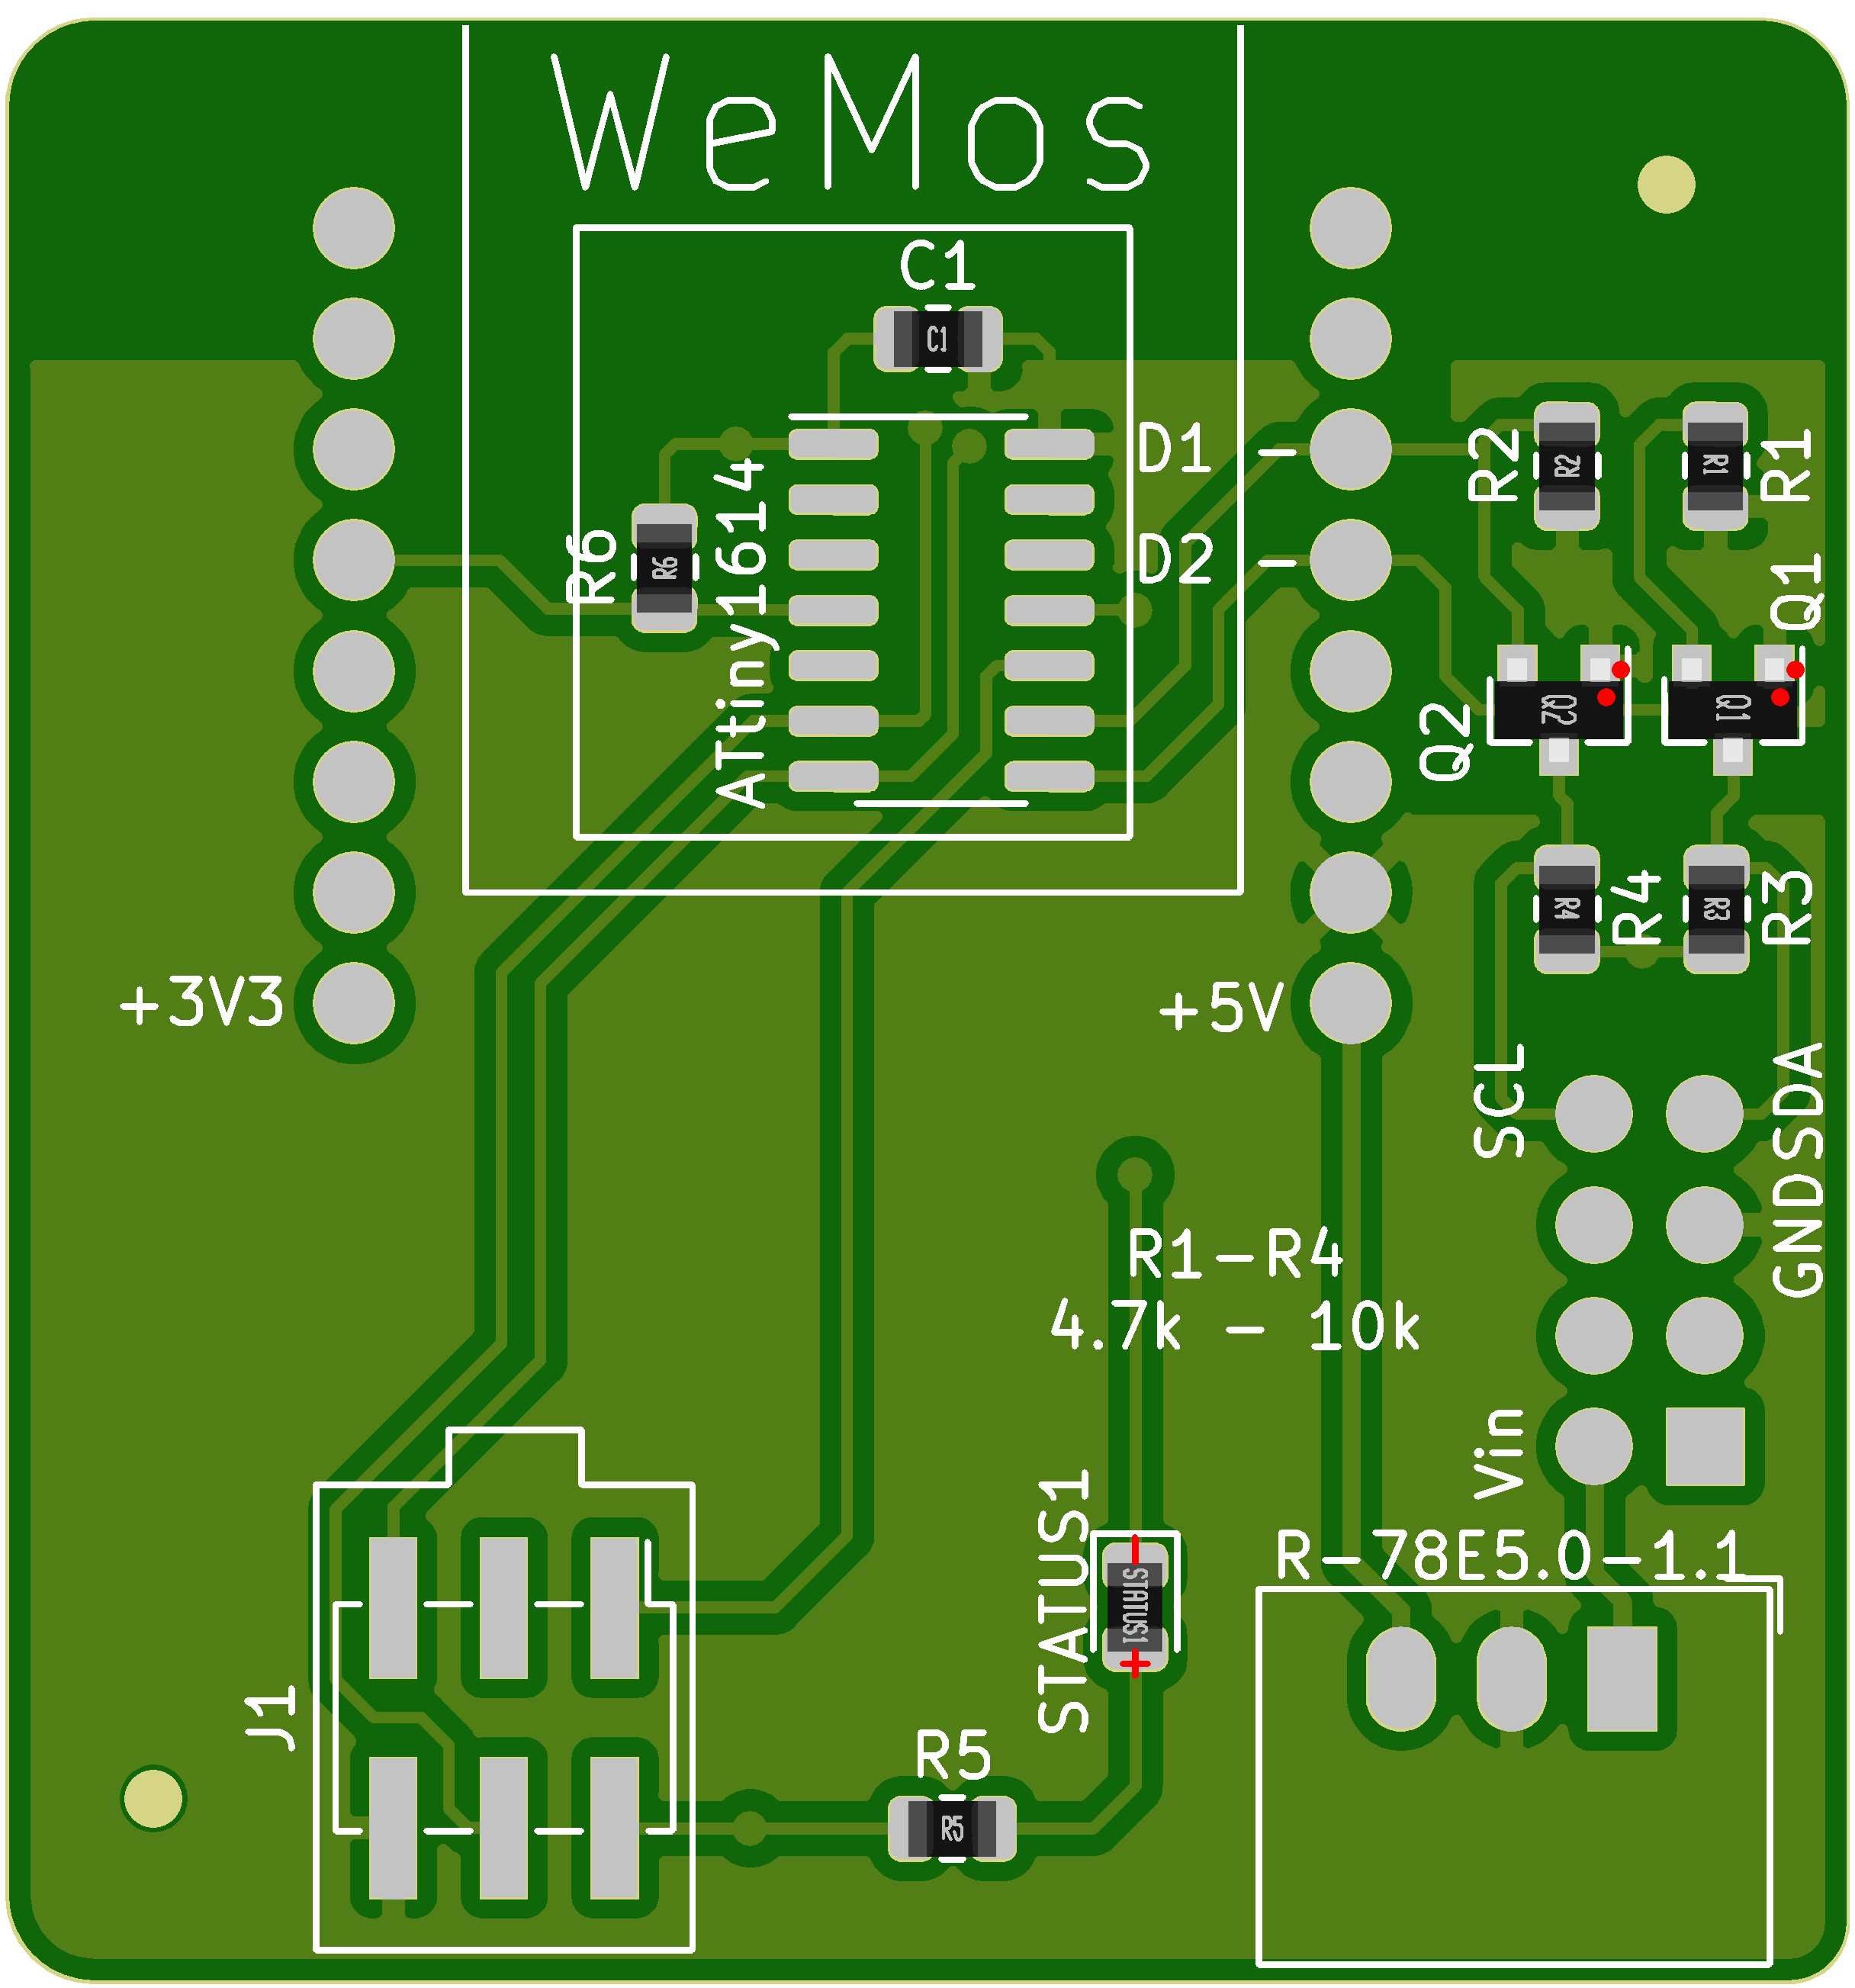 WeMos
C1
C1
D1 -
R2
R2
R1
R1
R6
R6
ATtiny1614
D2 -
Q1
Q2
Q1
Q2
R4
R4
R3
R3
+3V3
+5V
SCL
SDA
GND
R1-R4
4.7k - 10k
Vin
STATUS1
STATUS1
R-78E5.0-1.1
-
+
J1
R5
R5